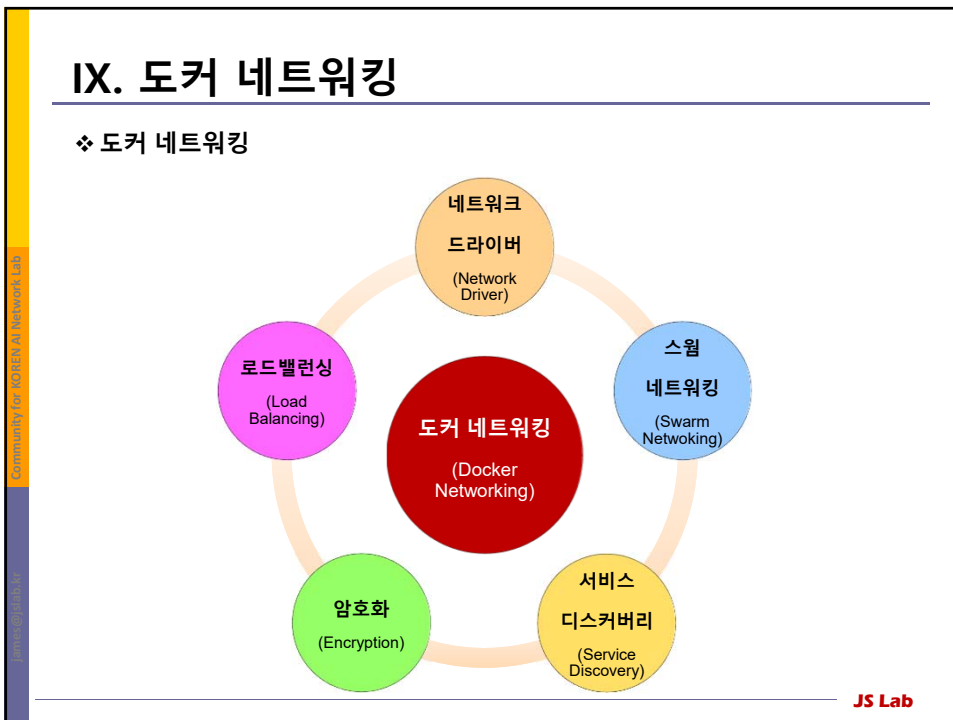 IX. 도커 네트워킹
❖ 도커 네트워킹
네트워크
드라이버
(Network
Driver)
스웜
네트워킹
(Swarm
Netwoking)
서비스
디스커버리
(Service
Discovery)
암호화
(Encryption)
로드밸런싱
(Load
Balancing)
도커 네트워킹
(Docker
Networking)
Community for KOREN AI Network Lab
james@jslab.kr
JS Lab